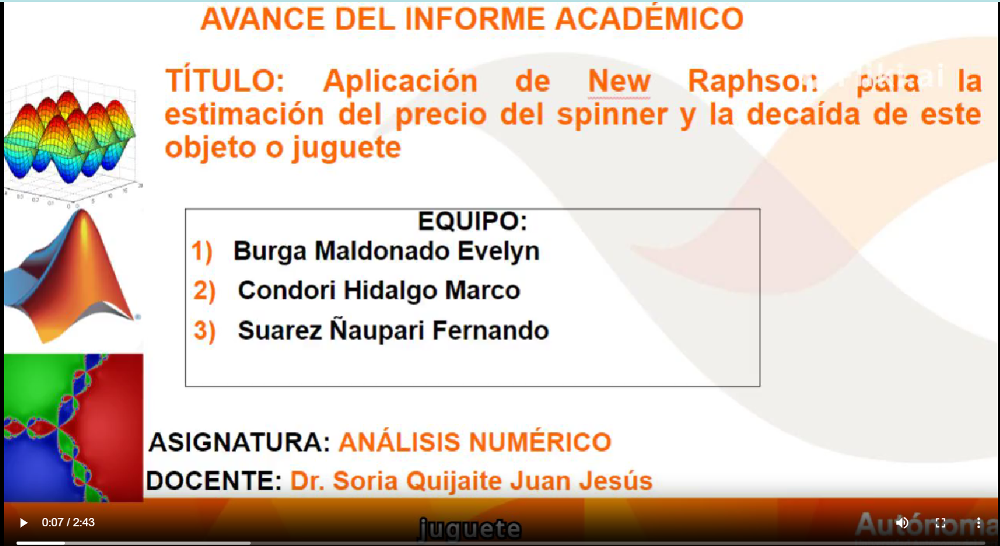 AVANCE DEL INFORME ACADÉMICO
TÍTULO: Aplicación de New Raphson para la
estimación del precio del spinner y la decaída de este
objeto o juguete
EQUIPO:
1) Burga Maldonado Evelyn
2) Condori Hidalgo Marco
3) Suarez Ñaupari Fernando
ASIGNATURA: ANÁLISIS NUMÉRICO
DOCENTE: Dr. Soria Quijaite Juan Jesús
0:07 / 2:43
juguete
Autónoma